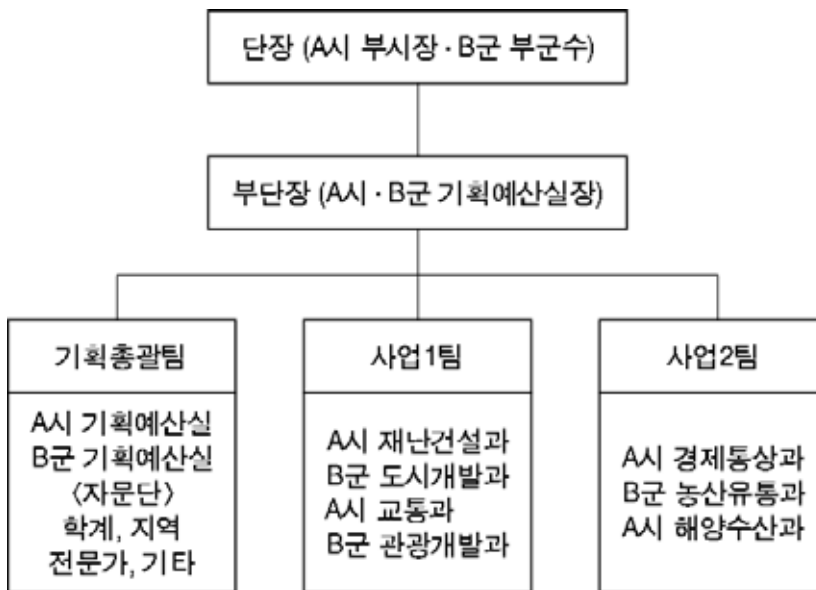 단장 (A시 부시장 · B군 부군수)
부단장 (A시 · B군 기획예산실장)
기획총괄팀
A시 기획예산실
B군 기획예산실
〈자문단〉
학계, 지역
전문가, 기타
사업1팀
A시 재난건설과
B군 도시개발과
A시 교통과
B군 관광개발과
사업2팀
A시 경제통상과
B군 농산유통과
A시 해양수산과